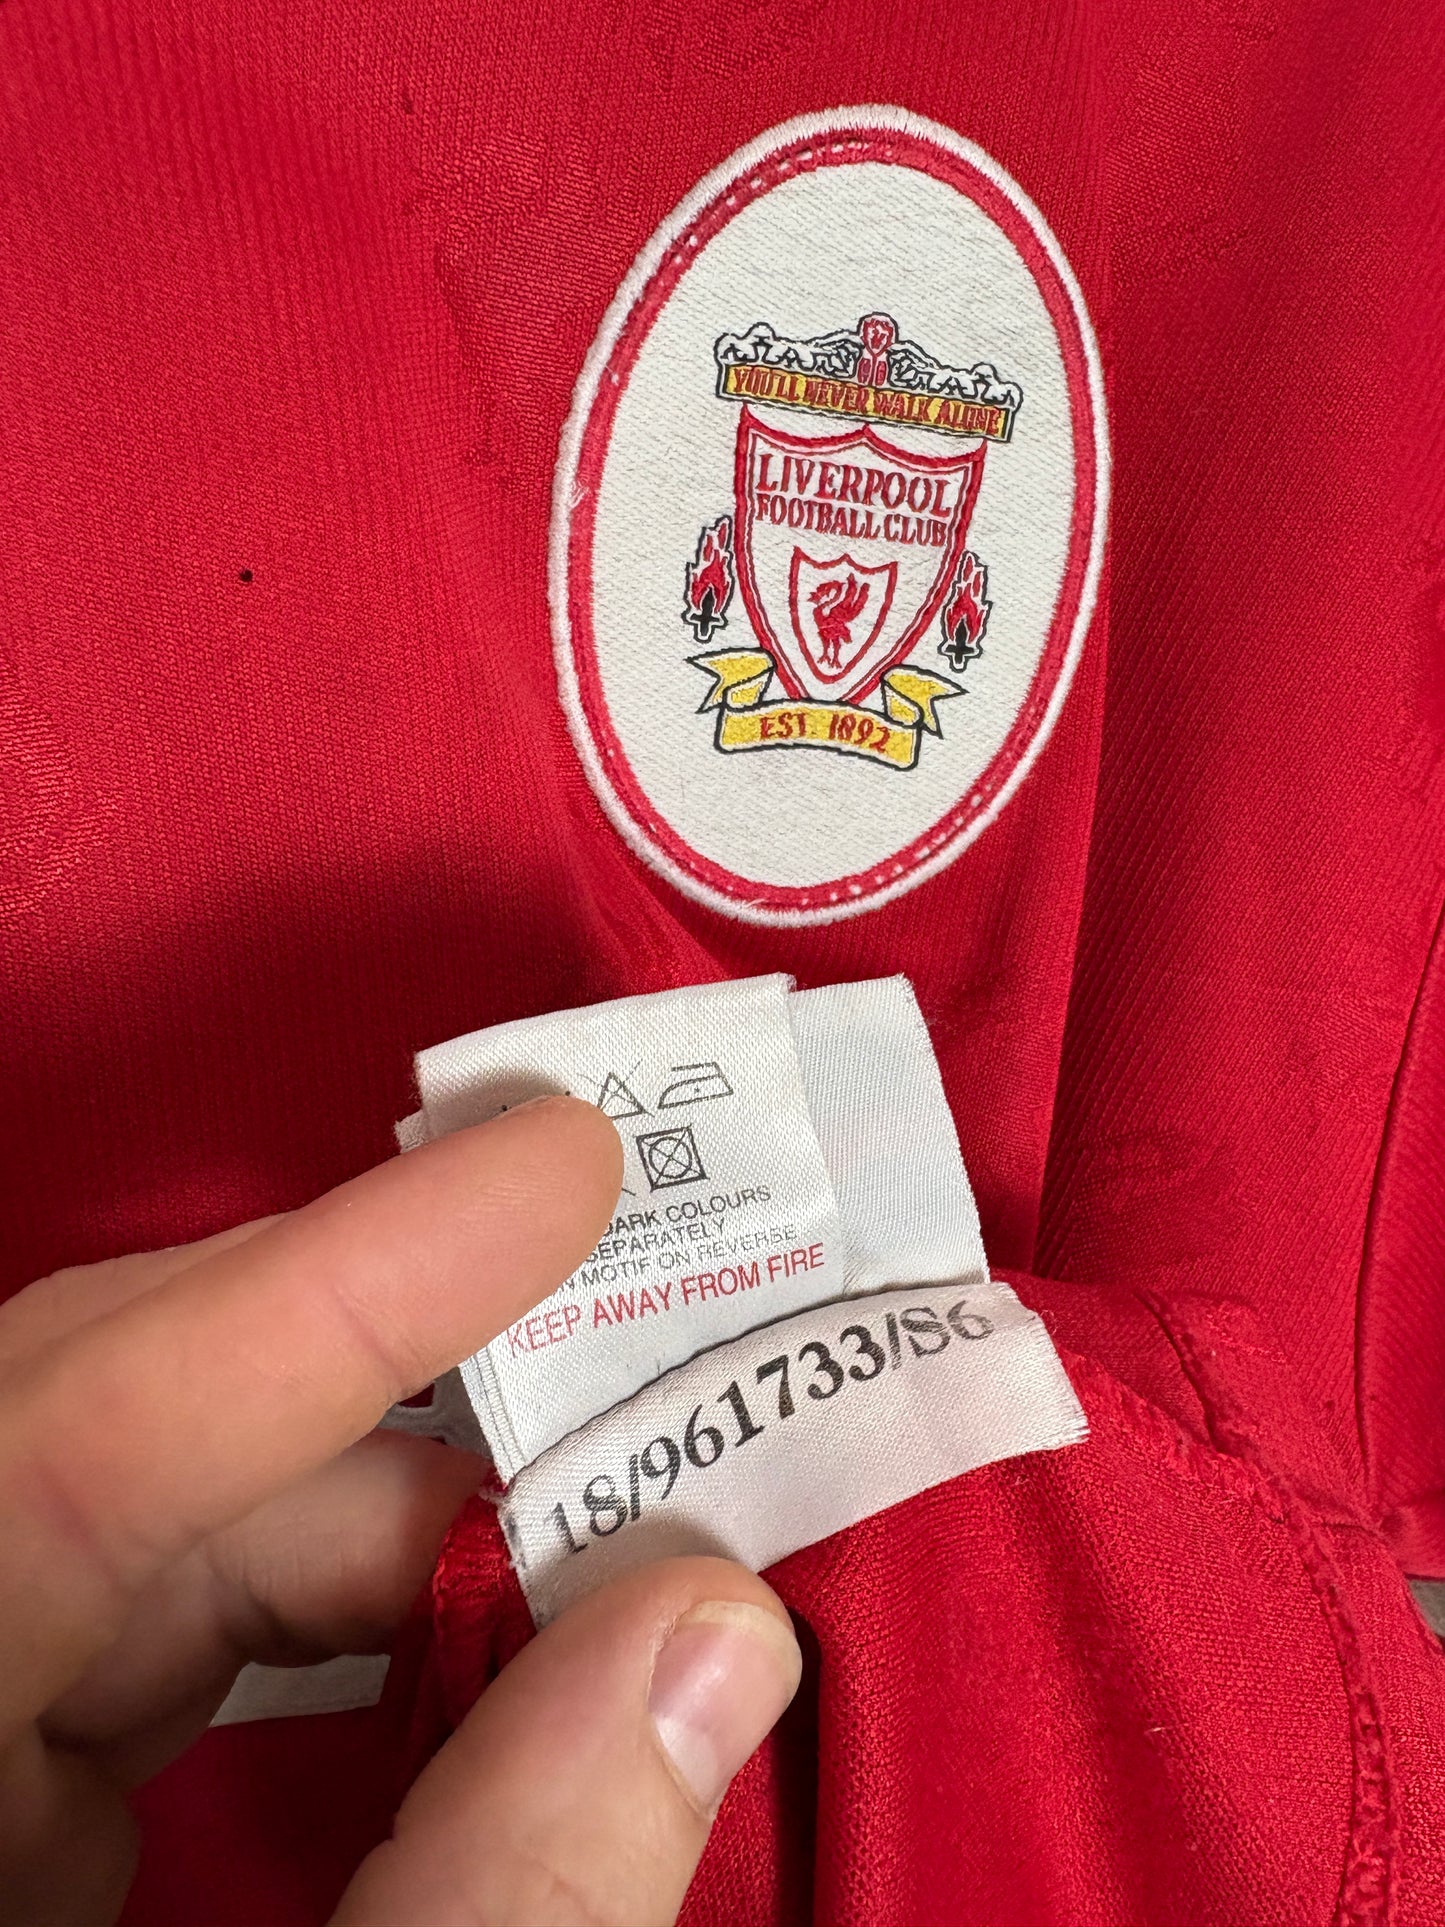 YOU'LL NEVER WALK ALONE
LIVERPOOL
FOOTBALL CLUB
EST. 1892
DARK COLOURS
SEPARATELY
MOTIF ON REVERSE
KEEP AWAY FROM FIRE
18/961733/S6